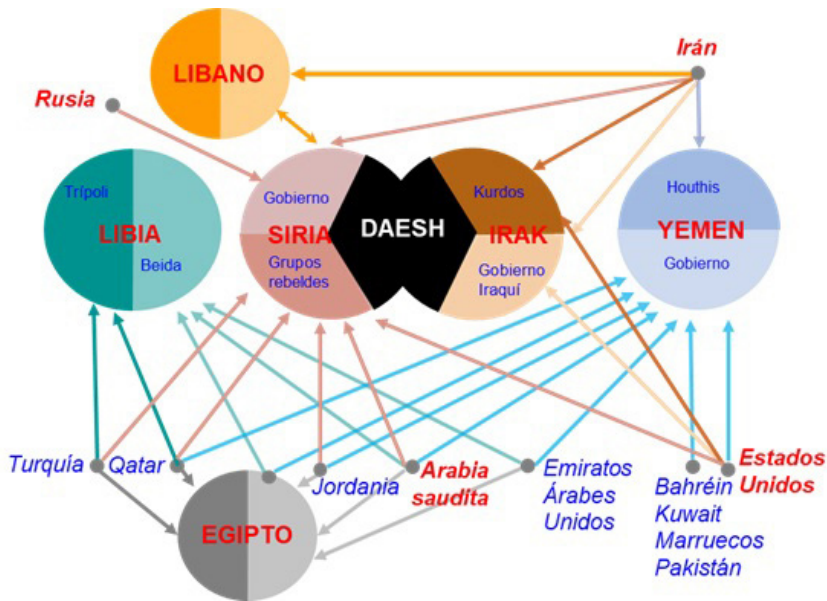 LIBANO
Irán
Rusia
Trípoli
LIBIA
Beida
Gobierno
SIRIA
Grupos
rebeldes
DAESH
Kurdos
IRAK
Gobierno
Iraquí
Houthis
YEMEN
Gobierno
Turquía
Qatar
EGIPTO
Jordania
Arabia
saudita
Emiratos
Árabes
Unidos
Bahréin
Kuwait
Marruecos
Pakistán
Estados
Unidos